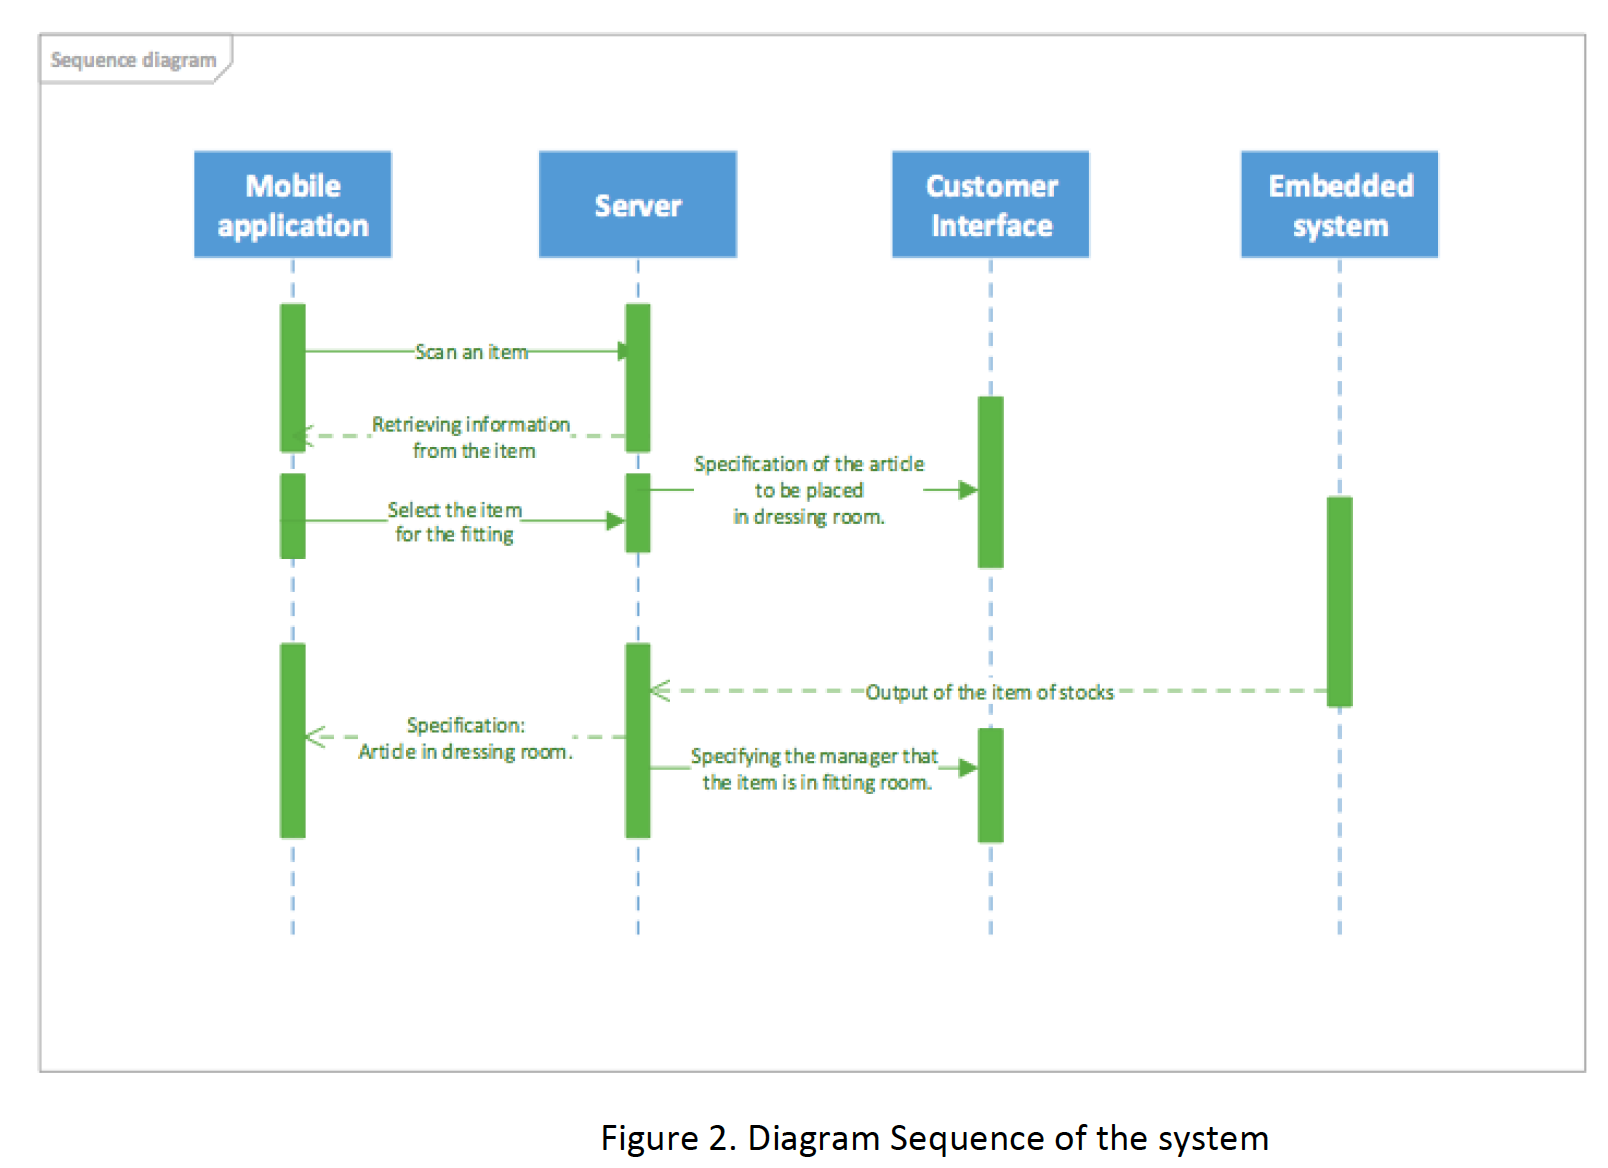 Sequence diagram
Mobile
application
Server
Customer
Interface
Embedded
system
Scan an item
Retrieving information
from the item
Specification of the article
to be placed
in dressing room.
Select the item
for the fitting
Output of the item of stocks
Specification:
Article in dressing room.
Specifying the manager that
the item is in fitting room.
Figure 2. Diagram Sequence of the system